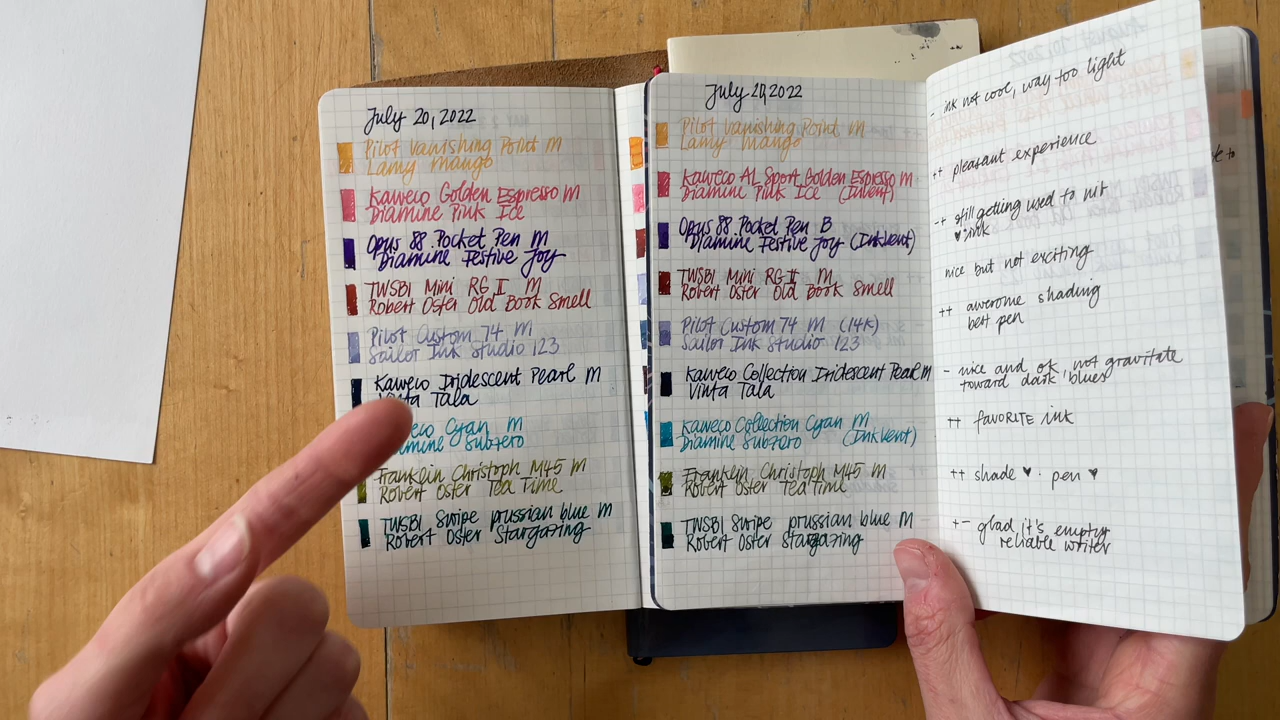 July 20, 2022
Pilot Vanishing Point M
Lamy Mango
Kaweco Golden Espresso M
Diamine Pink Ice
Opus 88 Pocket Pen M
Diamine Festive Joy
TWSBI Mini RG II M
Robert Oster Old Book Smell
Pilot Custom 74 M
Sailor Ink Studio 123
Kaweco Iridescent Pearl M
Vinta Tala
eco Cyan M
amine Subzero
Franklin Christoph M45 M
Robert Oster Tea Time
TWSBI Swipe prussian blue M
Robert Oster Stargazing
July 2, 2022
Pilot Vanishing Point M
Lamy Mango
Kaweco AL Sport Golden Espresso M
Diamine Pink Ice (Invent)
Opus 88 Pocket Pen B
Diamine Festive Joy (Inkvent)
TWSBI Mini RG II M
Robert Oster Old Book Smell
Pilot Custom 74 M (14K)
Sailor Ink Studio 123
Kaweco Collection Iridescent Pearl M
Vinta Tala
Kaweco Collection Cyan M
Diamine Subzero (Inkvent)
Franklin Christoph M45 M
Robert Oster Tea Time
TWSBI Swipe prussian blue M
Robert Oster Stargazing
- ink not cool, way too light
++ pleasant experience
-+ still getting used to nib
♥ ink
nice but not exciting
++ awesome shading
best pen
- nice and ok, not gravitate
toward dark blues
++ FAVORITE ink
++ shade ♥ · pen ♥
+- glad it's empty
reliable writer
August 10, 2022